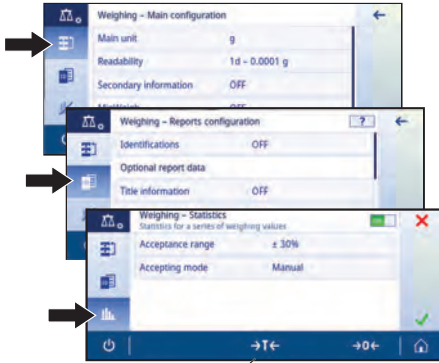 Weighing – Main configuration
Main unit g
Readability 1d – 0.0001 g
Secondary information OFF
MinWeigh OFF
Weighing – Reports configuration ?
Identifications OFF
Optional report data
Title information OFF
Weighing – Statistics
Statistics for a series of weighing values
Acceptance range ± 30%
Accepting mode Manual
→T← →0←